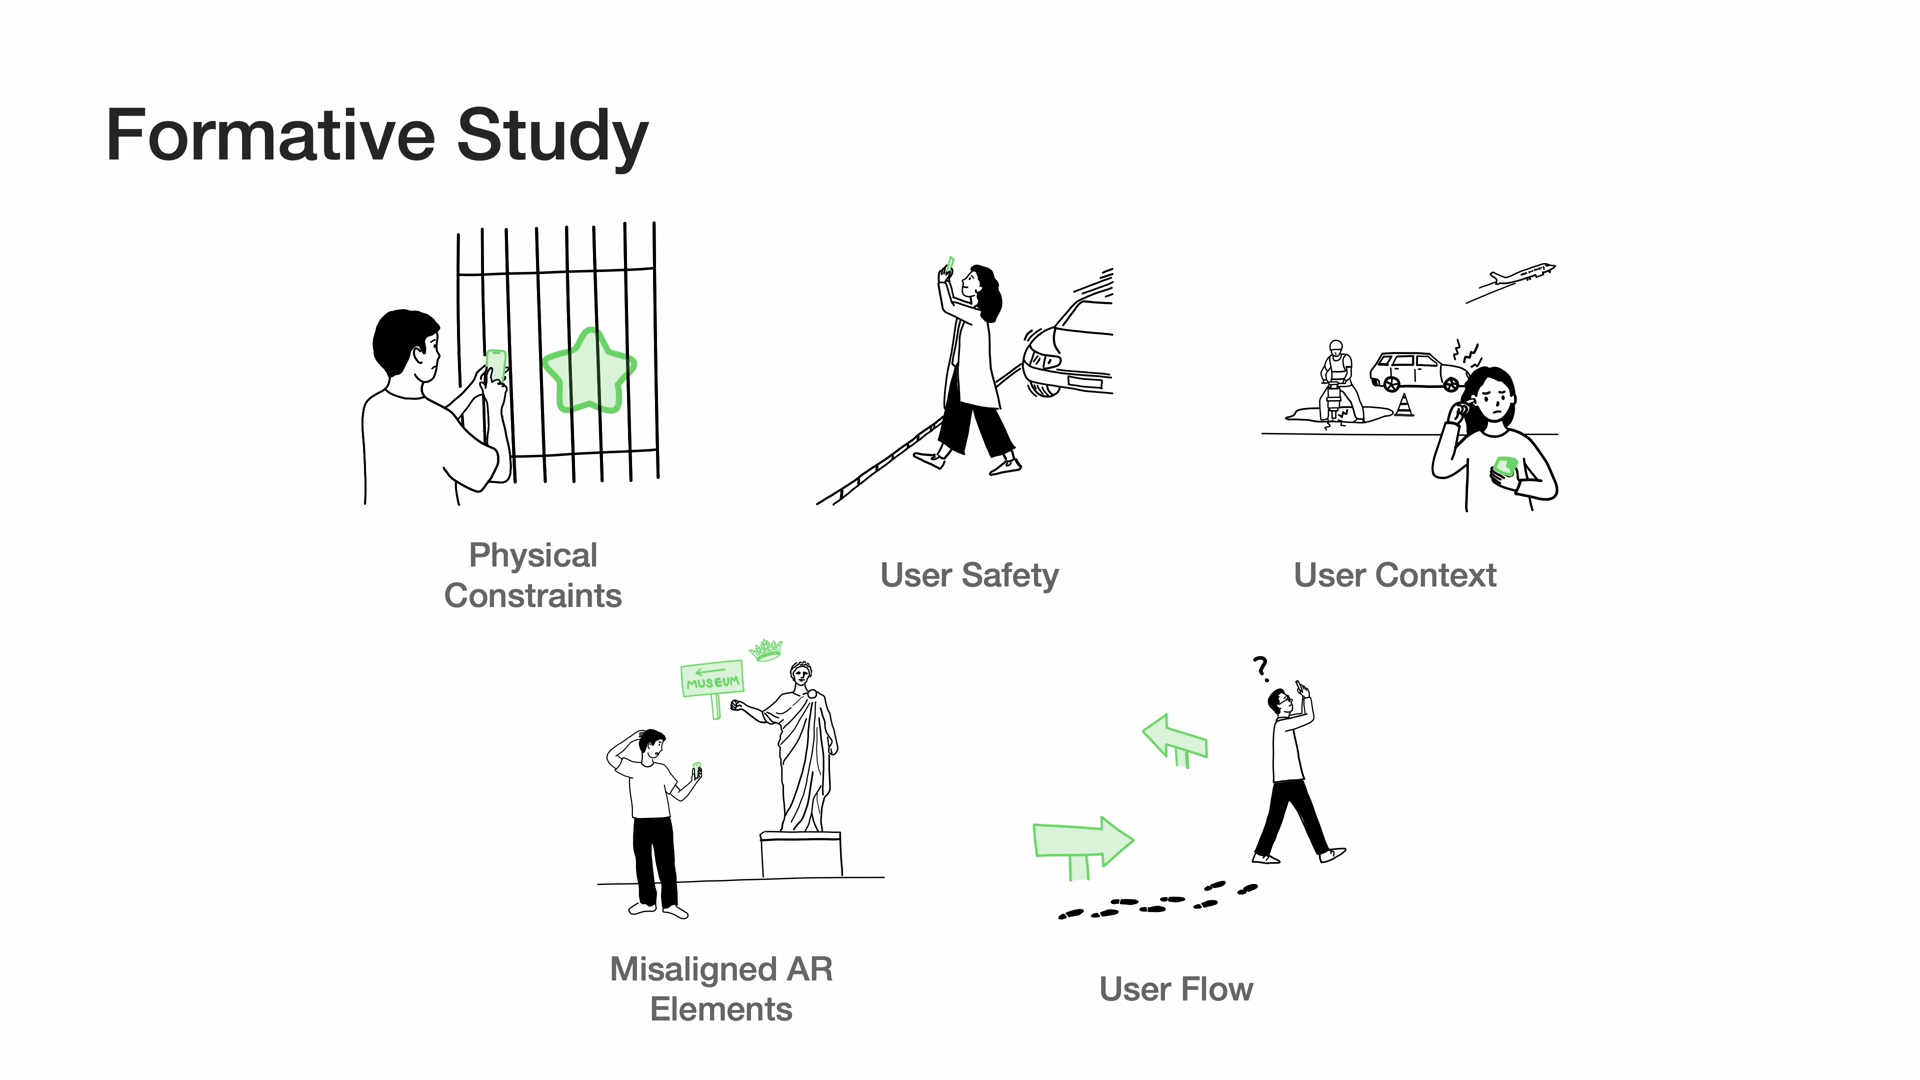 Formative Study
Physical
Constraints
User Safety
User Context
MUSEUM
?
Misaligned AR
Elements
User Flow